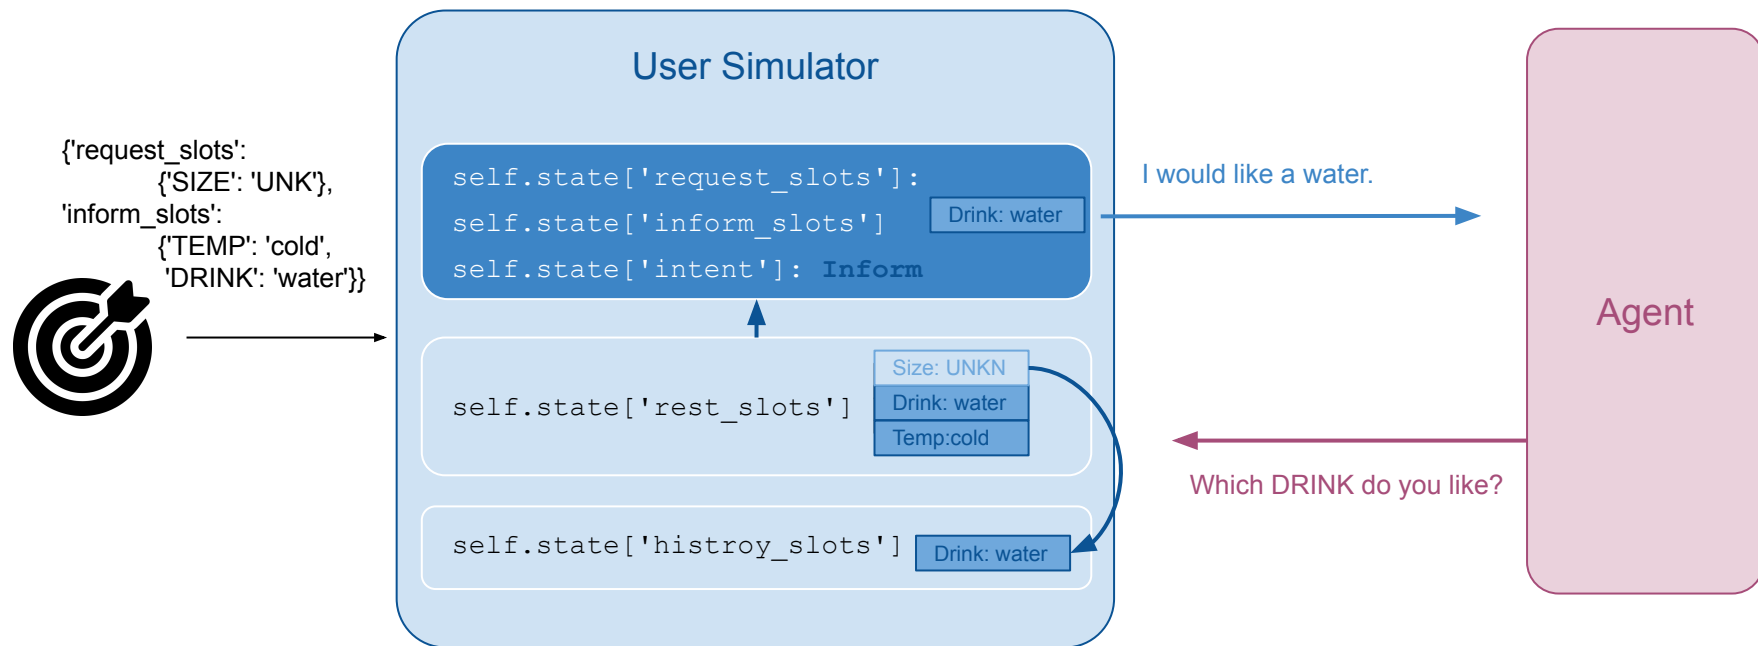 User Simulator
{'request_slots':
{'SIZE': 'UNK'},
'inform_slots':
{'TEMP': 'cold',
'DRINK': 'water'}}
self.state['request_slots']:
self.state['inform_slots']
Drink: water
self.state['intent']: Inform
I would like a water.
Agent
self.state['rest_slots']
Size: UNKN
Drink: water
Temp:cold
Which DRINK do you like?
self.state['histroy_slots']
Drink: water